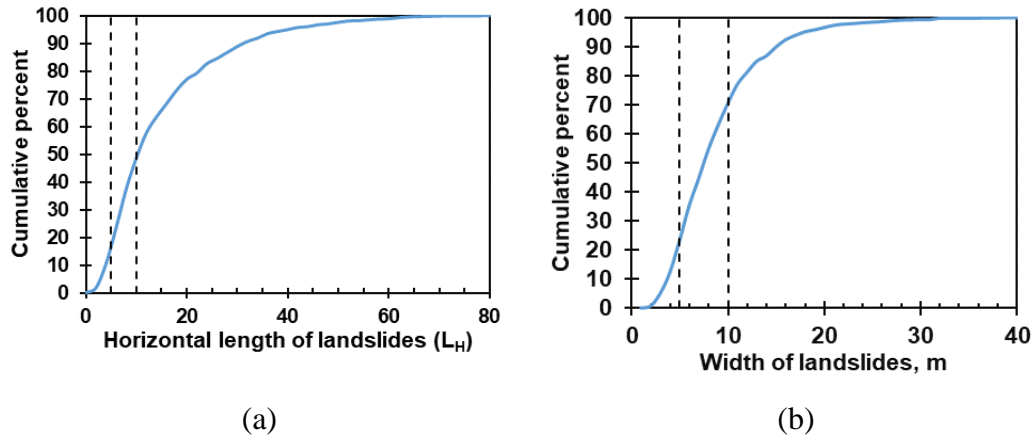 100
90
80
70
60
50
40
30
20
10
0
Cumulative percent
0 20 40 60 80
Horizontal length of landslides (L_H)
(a)
100
90
80
70
60
50
40
30
20
10
0
Cumulative percent
0 10 20 30 40
Width of landslides, m
(b)